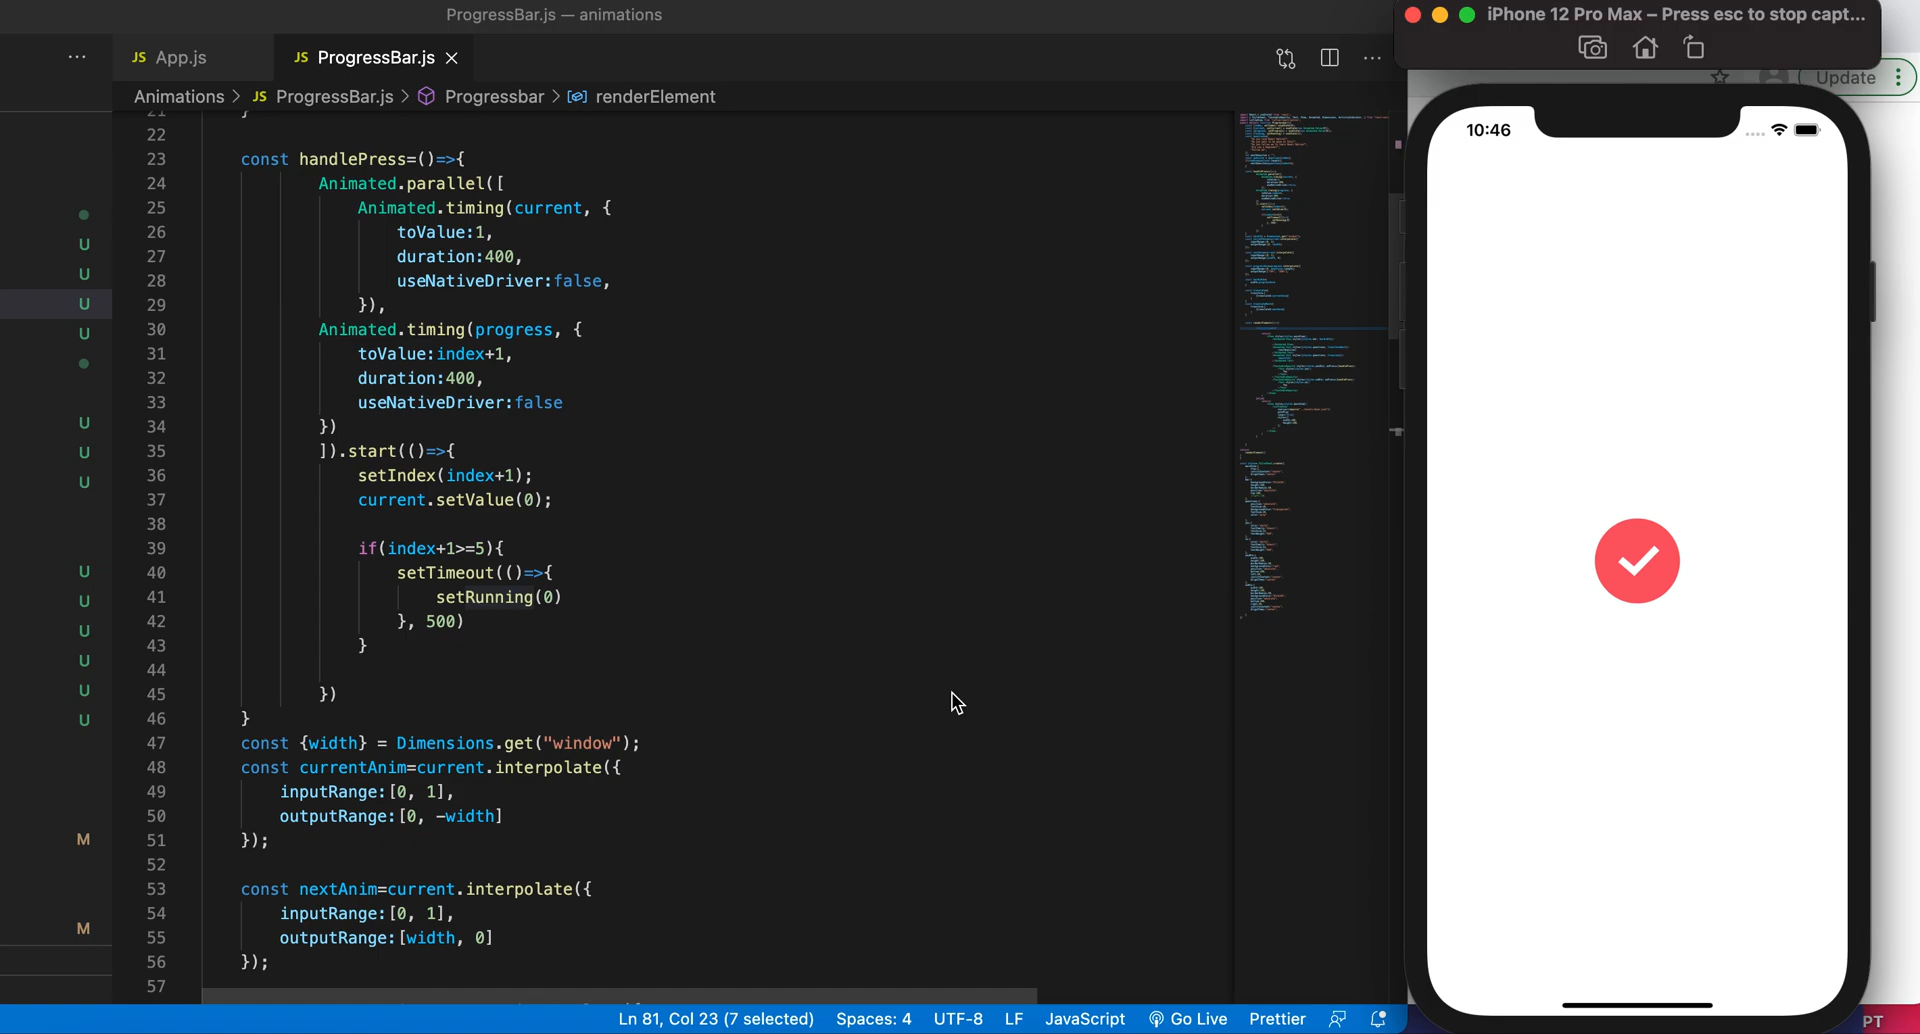 ProgressBar.js — animations
iPhone 12 Pro Max – Press esc to stop capt...
JS App.js
JS ProgressBar.js
Update
Animations > JS ProgressBar.js > Progressbar > renderElement
10:46
21 }
22
23 const handlePress=()=>{
24 Animated.parallel([
25 Animated.timing(current, {
26 toValue:1,
27 duration:400,
28 useNativeDriver:false,
29 }),
30 Animated.timing(progress, {
31 toValue:index+1,
32 duration:400,
33 useNativeDriver:false
34 })
35 ]).start(()=>{
36 setIndex(index+1);
37 current.setValue(0);
38
39 if(index+1>=5){
40 setTimeout(()=>{
41 setRunning(0)
42 }, 500)
43 }
44
45 })
46 }
47 const {width} = Dimensions.get("window");
48 const currentAnim=current.interpolate({
49 inputRange:[0, 1],
50 outputRange:[0, -width]
51 });
52
53 const nextAnim=current.interpolate({
54 inputRange:[0, 1],
55 outputRange:[width, 0]
56 });
57
U
U
U
U
U
U
U
U
U
U
U
U
U
M
M
Ln 81, Col 23 (7 selected) Spaces: 4 UTF-8 LF JavaScript Go Live Prettier
PT